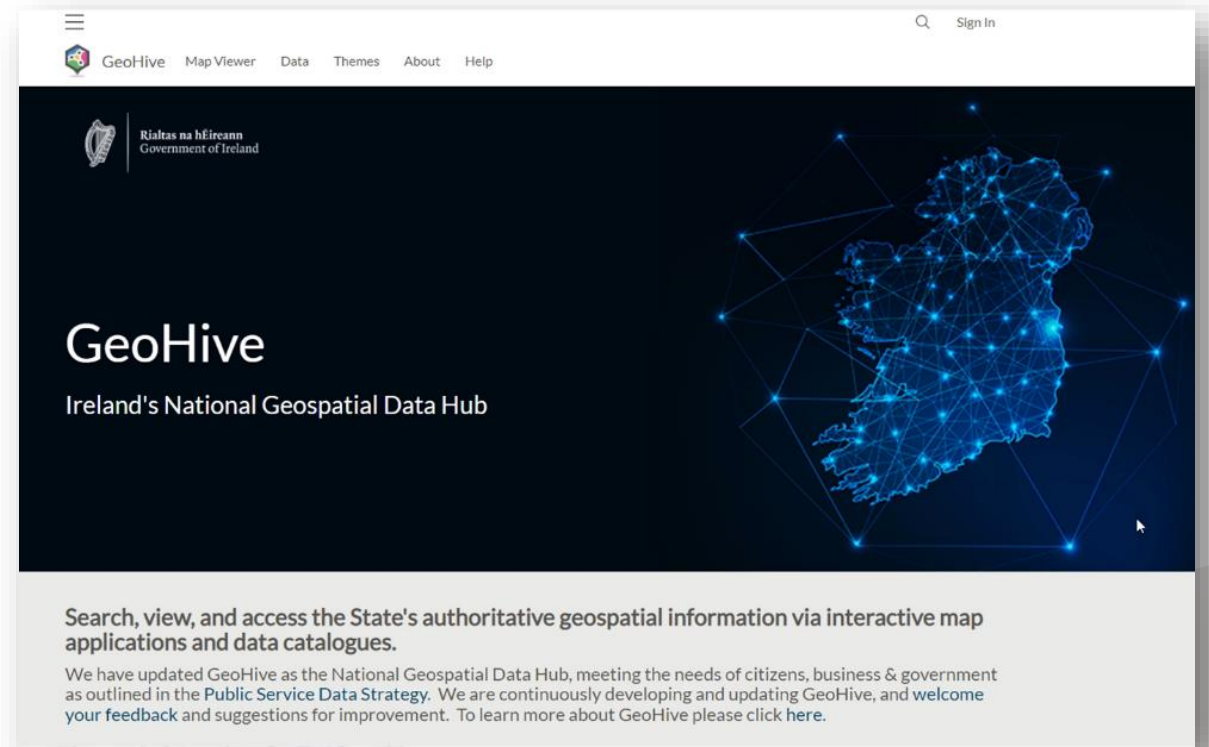 Sign In
GeoHive Map Viewer Data Themes About Help
Rialtas na hÉireann
Government of Ireland
GeoHive
Ireland's National Geospatial Data Hub
Search, view, and access the State's authoritative geospatial information via interactive map
applications and data catalogues.
We have updated GeoHive as the National Geospatial Data Hub, meeting the needs of citizens, business & government
as outlined in the Public Service Data Strategy. We are continuously developing and updating GeoHive, and welcome
your feedback and suggestions for improvement. To learn more about GeoHive please click here.